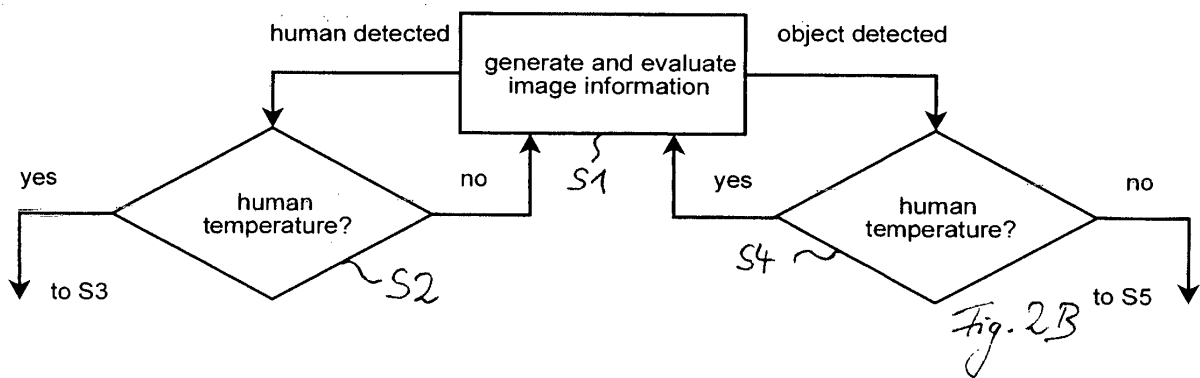 human detected
generate and evaluate
image information
object detected
S1
yes
human
temperature?
no
S2
to S3
yes
human
temperature?
no
S4
to S5
Fig. 2B